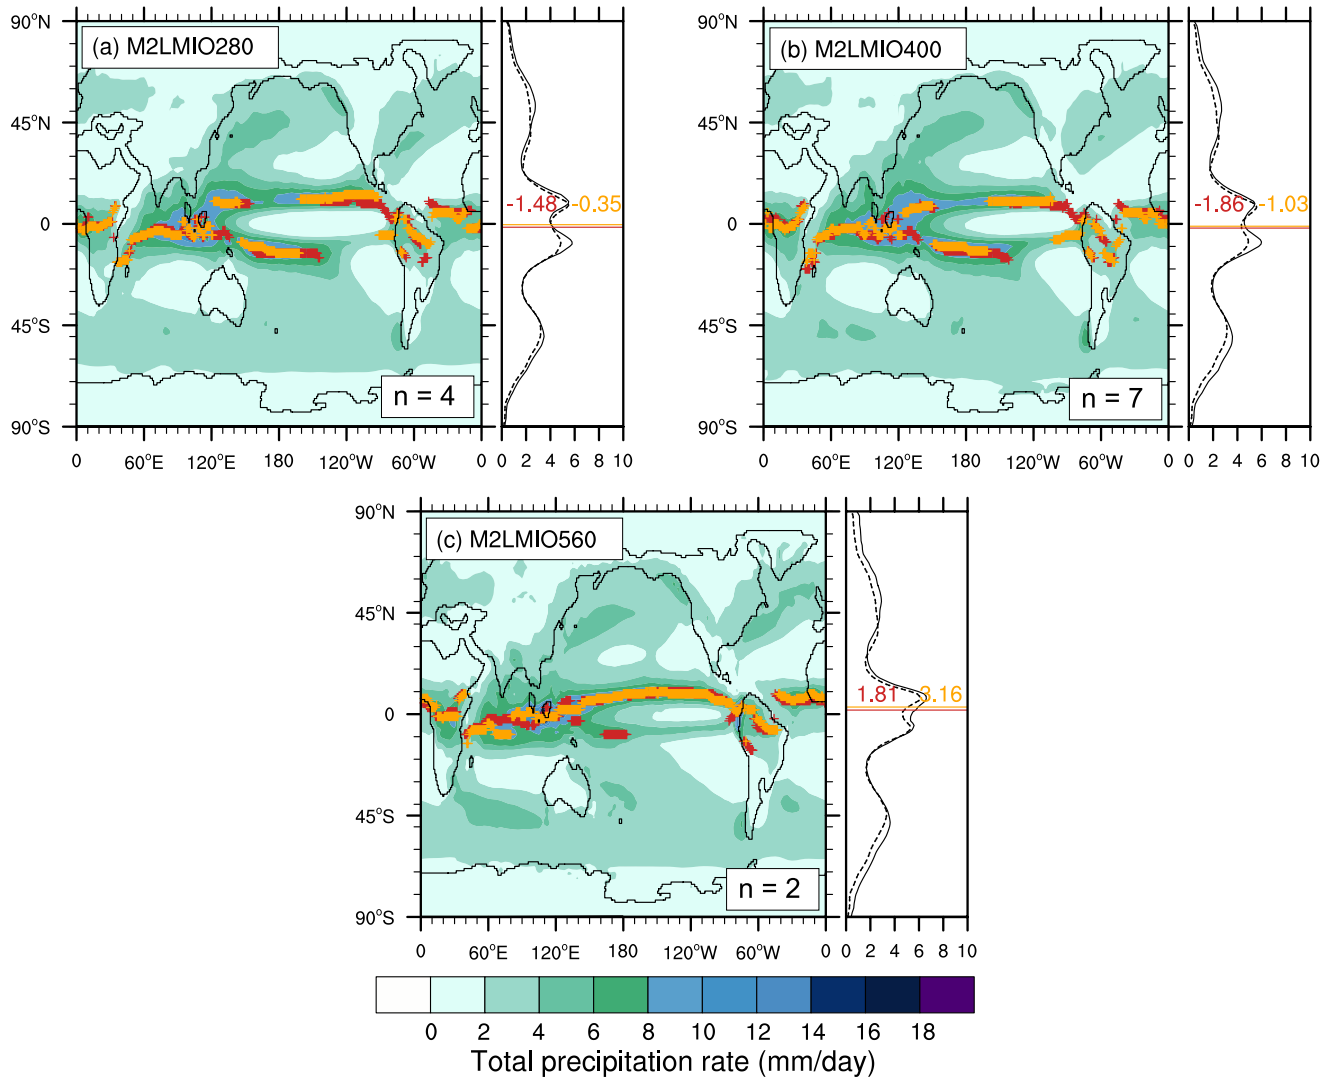 (a) M2LMIO280
90°N
45°N
0
45°S
90°S
-1.48 -0.35
n = 4
0 60°E 120°E 180 120°W 60°W 0
0 2 4 6 8 10
(b) M2LMIO400
90°N
45°N
0
45°S
90°S
-1.86 -1.03
n = 7
0 60°E 120°E 180 120°W 60°W 0
0 2 4 6 8 10
(c) M2LMIO560
90°N
45°N
0
45°S
90°S
1.81 3.16
n = 2
0 60°E 120°E 180 120°W 60°W 0
0 2 4 6 8 10
0 2 4 6 8 10 12 14 16 18
Total precipitation rate (mm/day)